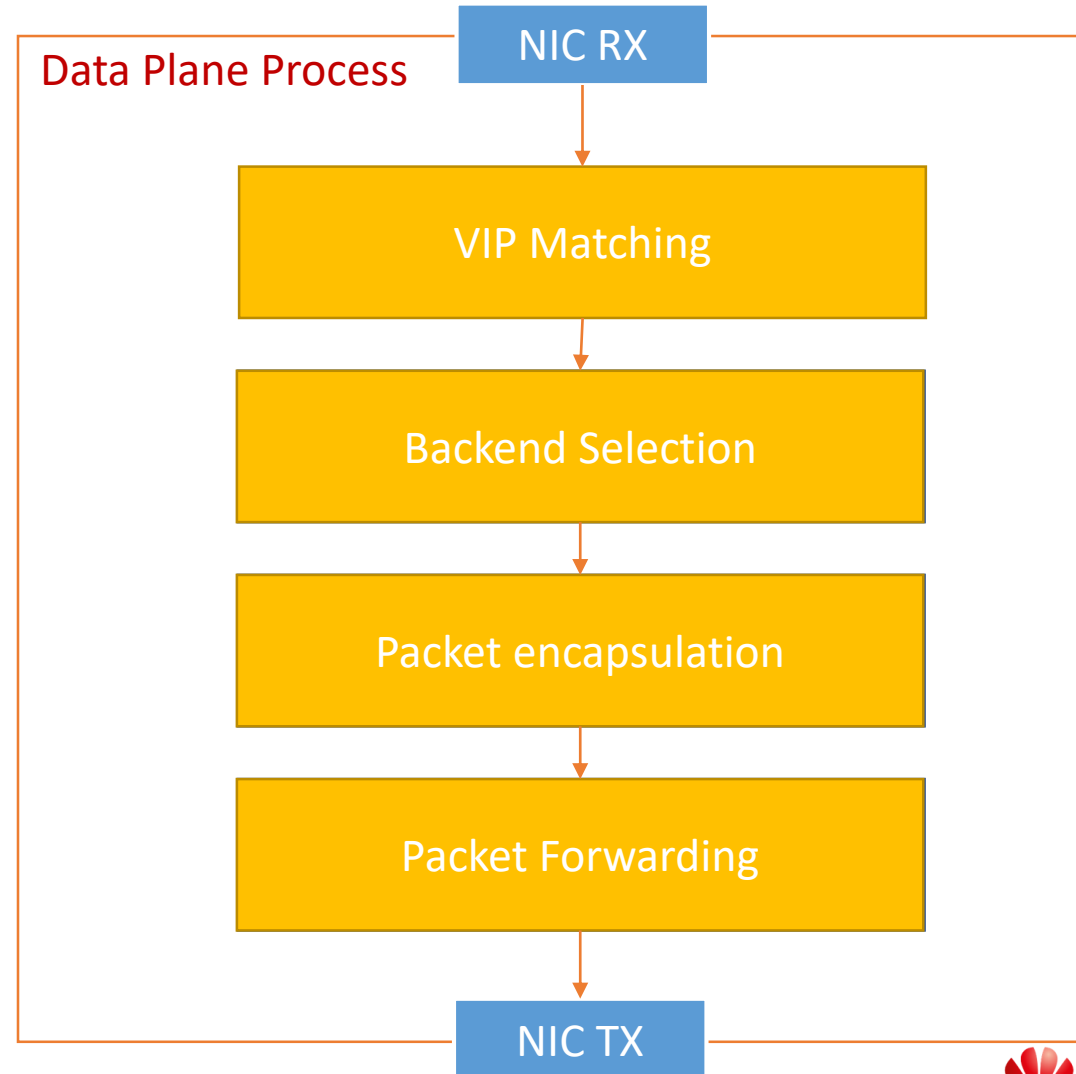 NIC RX
Data Plane Process
VIP Matching
Backend Selection
Packet encapsulation
Packet Forwarding
NIC TX